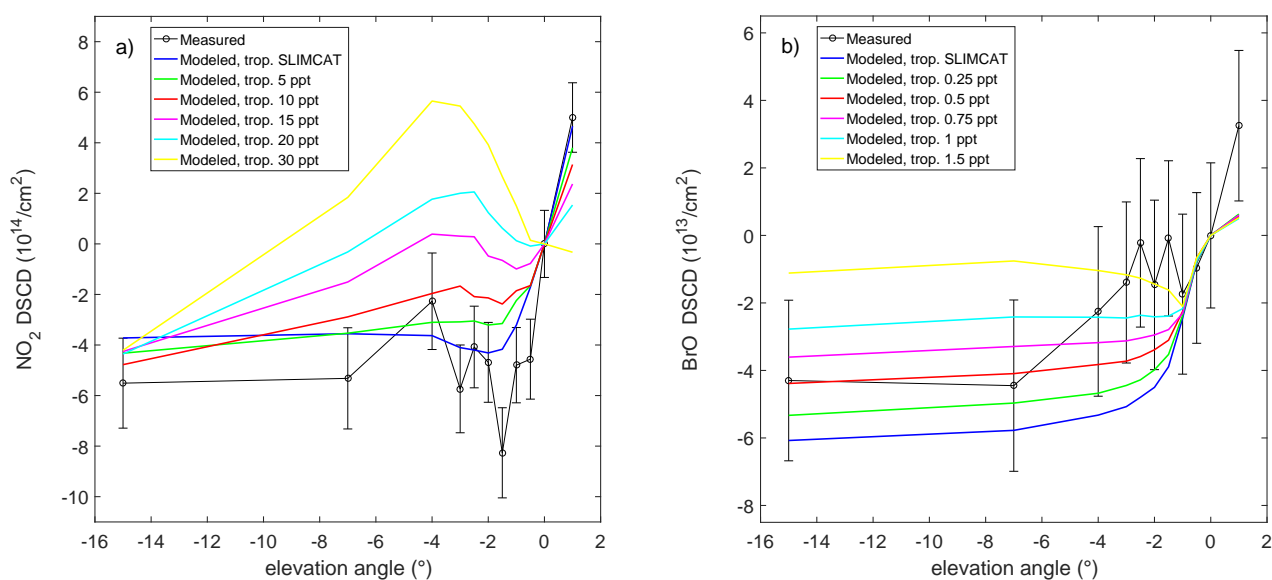 a)
Measured
Modeled, trop. SLIMCAT
Modeled, trop. 5 ppt
Modeled, trop. 10 ppt
Modeled, trop. 15 ppt
Modeled, trop. 20 ppt
Modeled, trop. 30 ppt
8
6
4
2
0
-2
-4
-6
-8
-10
NO2 DSCD (10^14/cm^2)
-16 -14 -12 -10 -8 -6 -4 -2 0 2
elevation angle (°)
b)
Measured
Modeled, trop. SLIMCAT
Modeled, trop. 0.25 ppt
Modeled, trop. 0.5 ppt
Modeled, trop. 0.75 ppt
Modeled, trop. 1 ppt
Modeled, trop. 1.5 ppt
6
4
2
0
-2
-4
-6
-8
BrO DSCD (10^13/cm^2)
-16 -14 -12 -10 -8 -6 -4 -2 0 2
elevation angle (°)